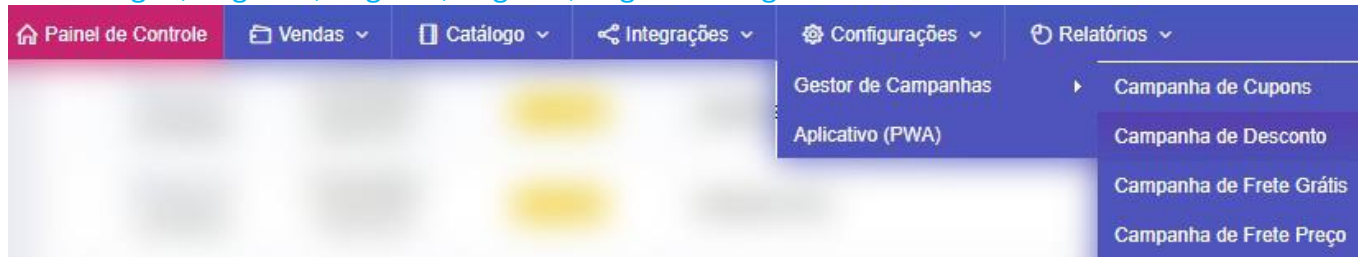 Painel de Controle Vendas Catálogo Integrações Configurações Relatórios
Gestor de Campanhas Campanha de Cupons
Aplicativo (PWA) Campanha de Desconto
Campanha de Frete Grátis
Campanha de Frete Preço